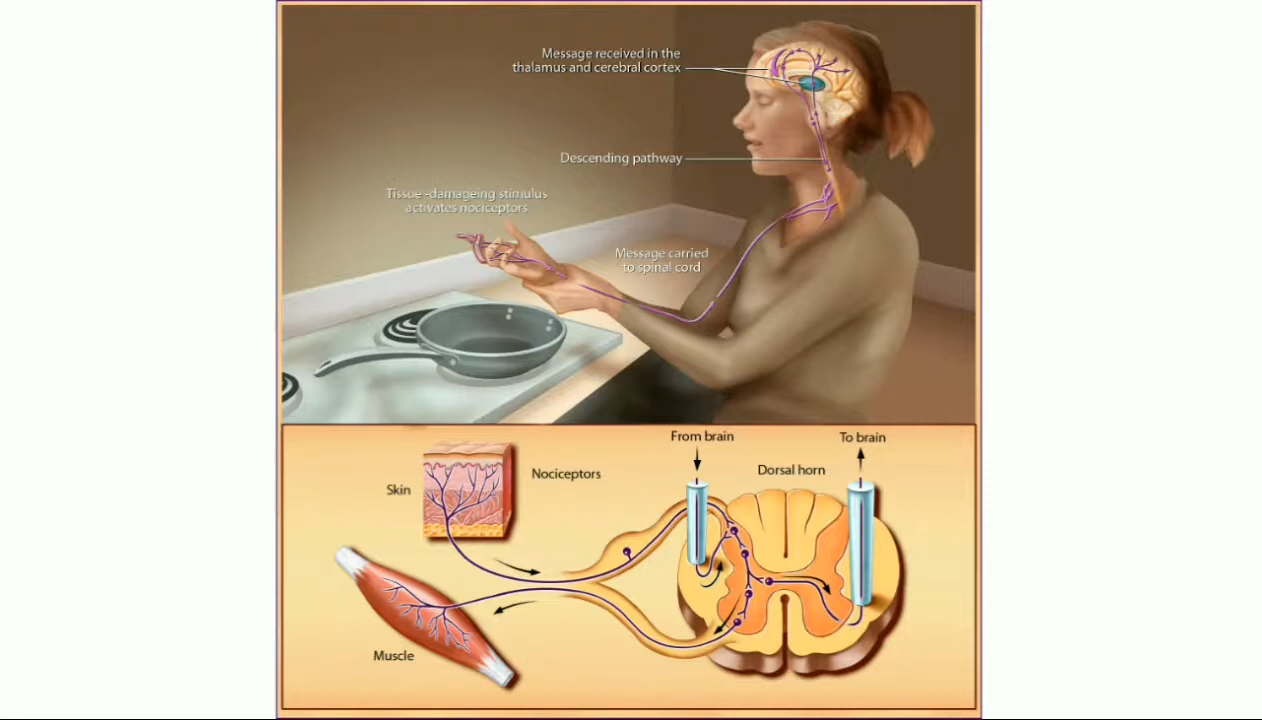 Message received in the
thalamus and cerebral cortex
Descending pathway
Tissue -damageing stimulus
activates nociceptors
Message carried
to spinal cord
From brain
To brain
Nociceptors
Dorsal horn
Skin
Muscle